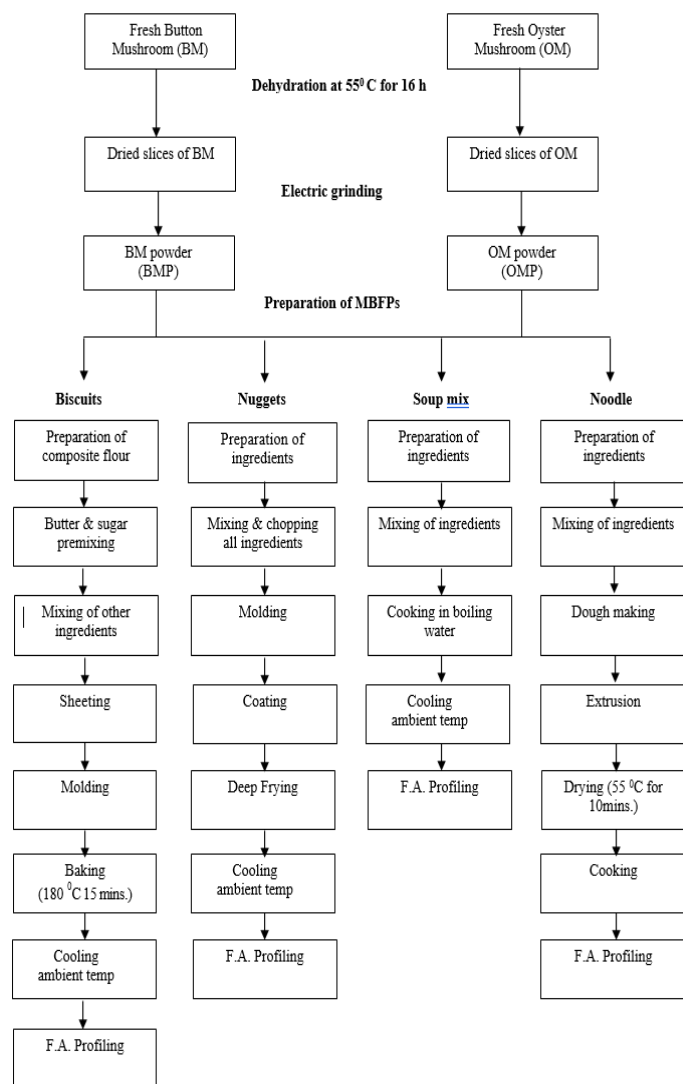 Fresh Button
Mushroom (BM)
Fresh Oyster
Mushroom (OM)
Dehydration at 55⁰ C for 16 h
Dried slices of BM
Dried slices of OM
Electric grinding
BM powder
(BMP)
OM powder
(OMP)
Preparation of MBFPs
Biscuits
Nuggets
Soup mix
Noodle
Preparation of
composite flour
Preparation of
ingredients
Preparation of
ingredients
Preparation of
ingredients
Butter & sugar
premixing
Mixing & chopping
all ingredients
Mixing of ingredients
Mixing of ingredients
Mixing of other
ingredients
Molding
Cooking in boiling
water
Dough making
Sheeting
Coating
Cooling
ambient temp
Extrusion
Molding
Deep Frying
F.A. Profiling
Drying (55 ⁰C for
10mins.)
Baking
(180 ⁰C 15 mins.)
Cooling
ambient temp
Cooking
Cooling
ambient temp
F.A. Profiling
F.A. Profiling
F.A. Profiling